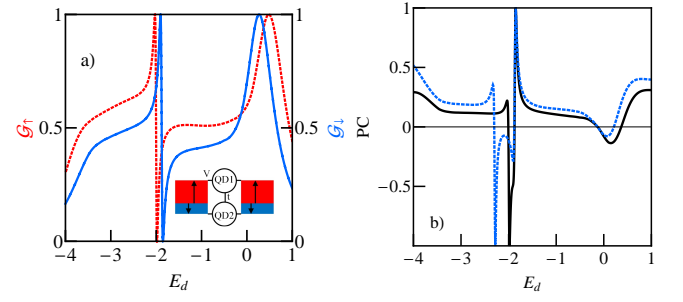 a)
1
0.5
0
𝒢↑
1
0.5
0
𝒢↓
V
QD1
t
QD2
−4 −3 −2 −1 0 1
E_d
b)
1
0.5
0
−0.5
PC
−4 −3 −2 −1 0 1
E_d